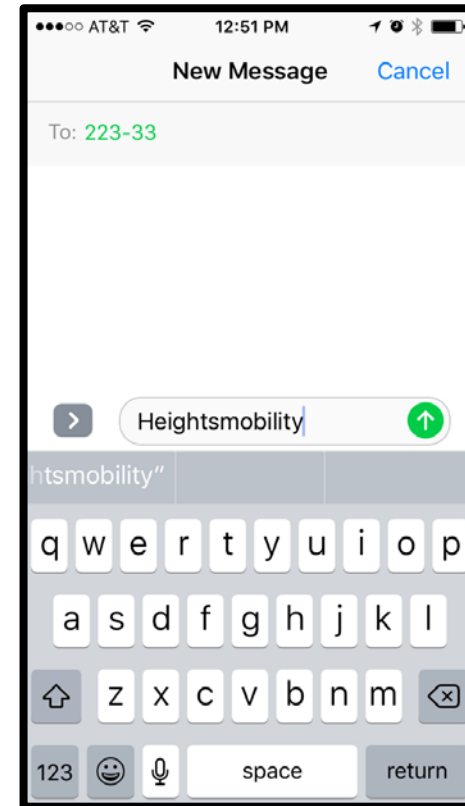 ●●●○○ AT&T 12:51 PM
New Message Cancel
To: 223-33
Heightsmobility
htsmobility”
q w e r t y u i o p
a s d f g h j k l
z x c v b n m
123 space return